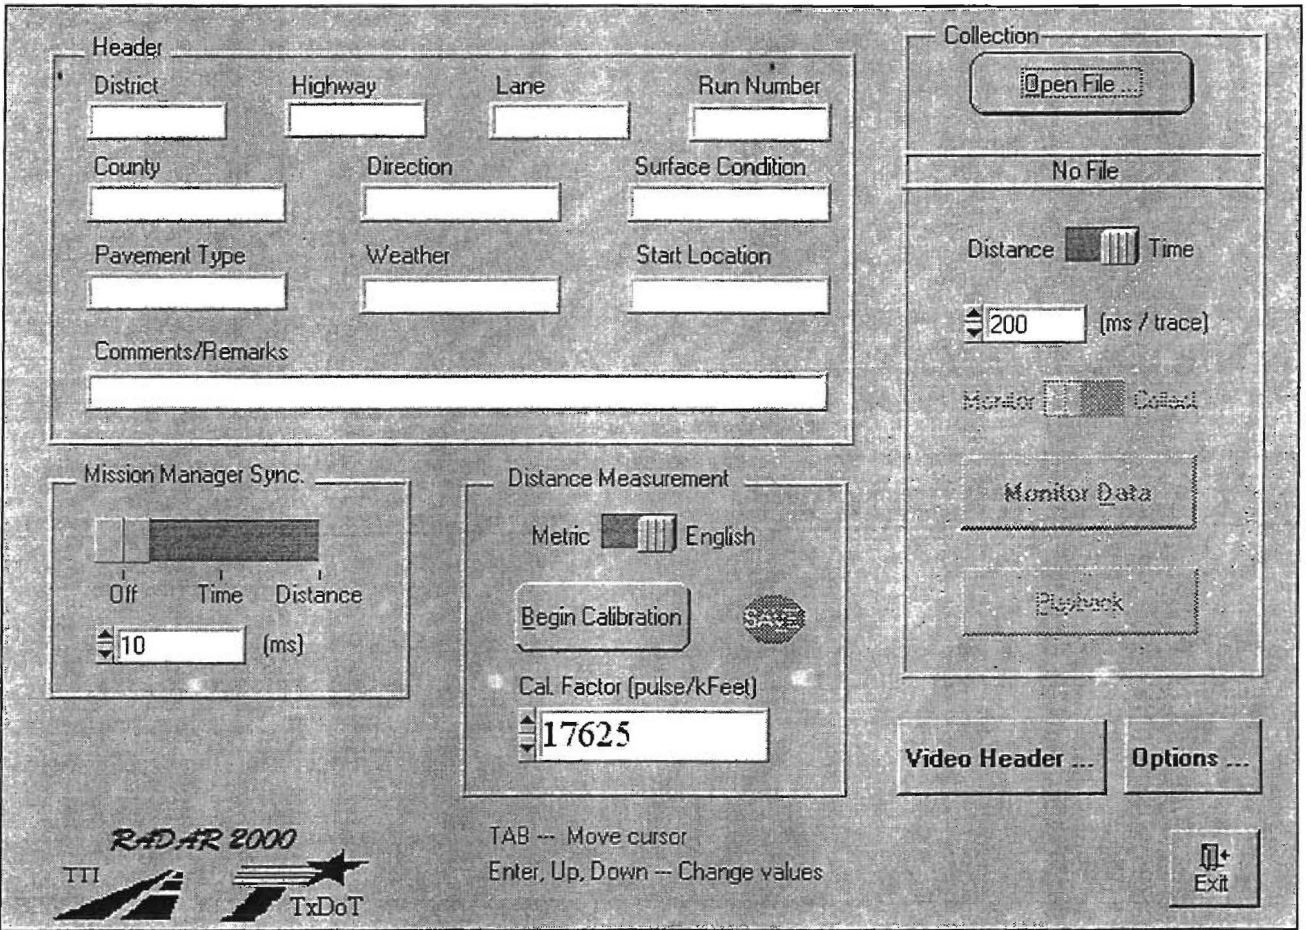 Header
District Highway Lane Run Number
County Direction Surface Condition
Pavement Type Weather Start Location
Comments/Remarks
Mission Manager Sync.
Off Time Distance
10 (ms)
Distance Measurement
Metric English
Begin Calibration SAVE
Cal. Factor (pulse/kFeet)
17625
Collection
Open File ...
No File
Distance Time
200 (ms / trace)
Monitor Collect
Monitor Data
Playback
Video Header ... Options ...
RADAR 2000
TTI
TxDoT
TAB --- Move cursor
Enter, Up, Down --- Change values
Exit